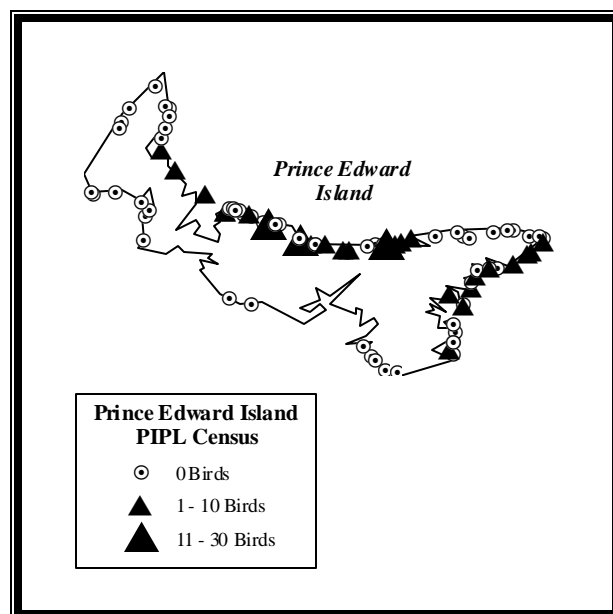 Prince Edward
Island
Prince Edward Island
PIPL Census
0 Birds
1 - 10 Birds
11 - 30 Birds